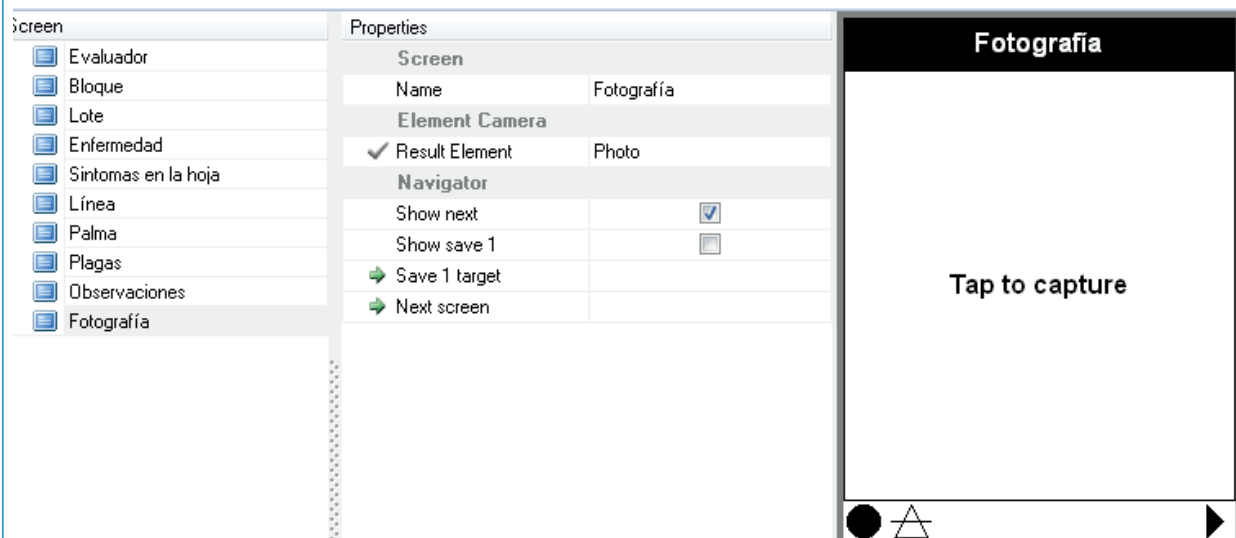 Screen
Evaluador
Bloque
Lote
Enfermedad
Sintomas en la hoja
Línea
Palma
Plagas
Observaciones
Fotografía
Properties
Screen
Name Fotografía
Element Camera
Result Element Photo
Navigator
Show next
Show save 1
Save 1 target
Next screen
Fotografía
Tap to capture